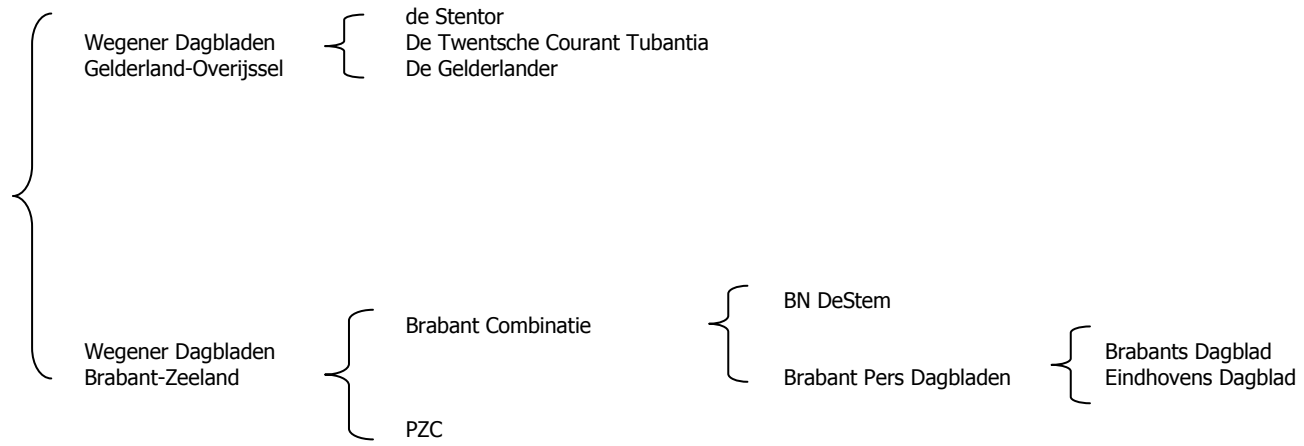 Wegener Dagbladen
Gelderland-Overijssel
de Stentor
De Twentsche Courant Tubantia
De Gelderlander
Wegener Dagbladen
Brabant-Zeeland
Brabant Combinatie
PZC
BN DeStem
Brabant Pers Dagbladen
Brabants Dagblad
Eindhovens Dagblad